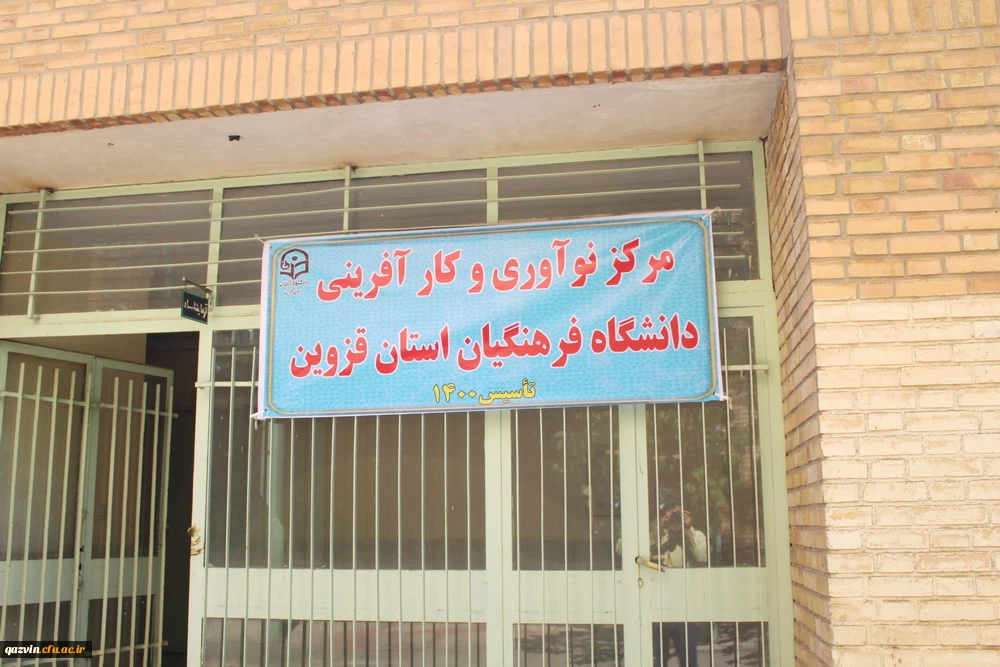 مرکز نوآوری و کار آفرینی
دانشگاه فرهنگیان استان قزوین
تأسیس ۱۴۰۰
qazvin.cfu.ac.ir